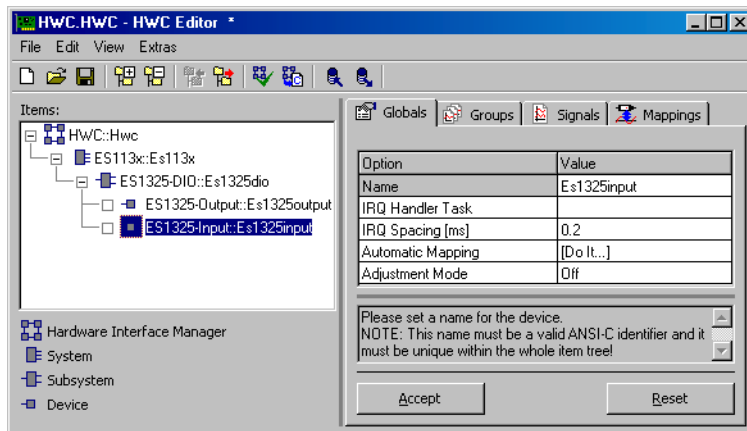 HWC.HWC - HWC Editor *
File Edit View Extras
Items:
HWC::Hwc
ES113x::Es113x
ES1325-DIO::Es1325dio
ES1325-Output::Es1325output
ES1325-Input::Es1325input
Hardware Interface Manager
System
Subsystem
Device
Globals Groups Signals Mappings
Option Value
Name Es1325input
IRQ Handler Task
IRQ Spacing [ms] 0.2
Automatic Mapping [Do It...]
Adjustment Mode Off
Please set a name for the device.
NOTE: This name must be a valid ANSI-C identifier and it
must be unique within the whole item tree!
Accept Reset